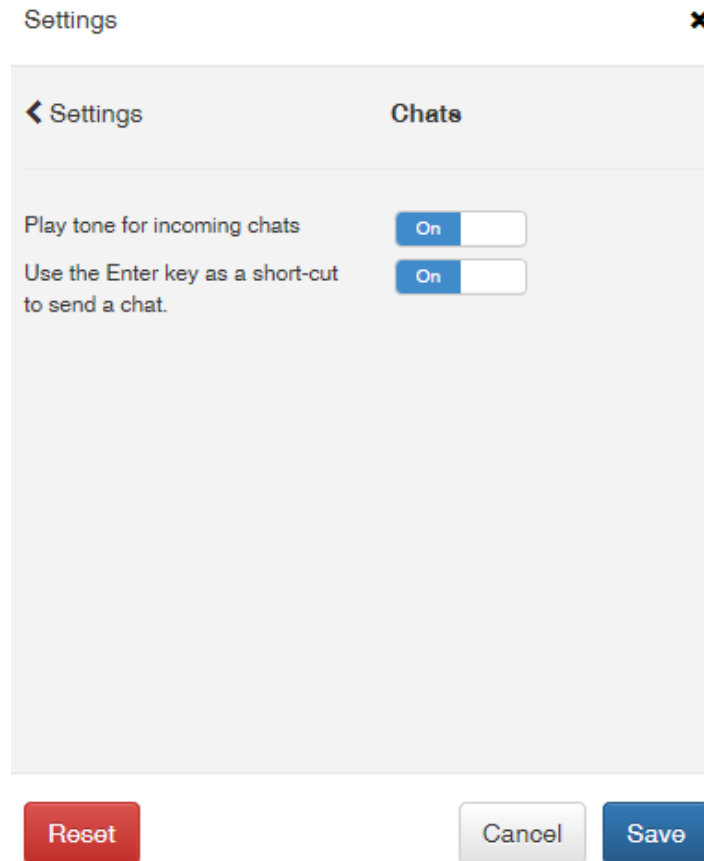 Settings
Settings
Chats
Play tone for incoming chats
On
Use the Enter key as a short-cut
to send a chat.
On
Reset
Cancel
Save